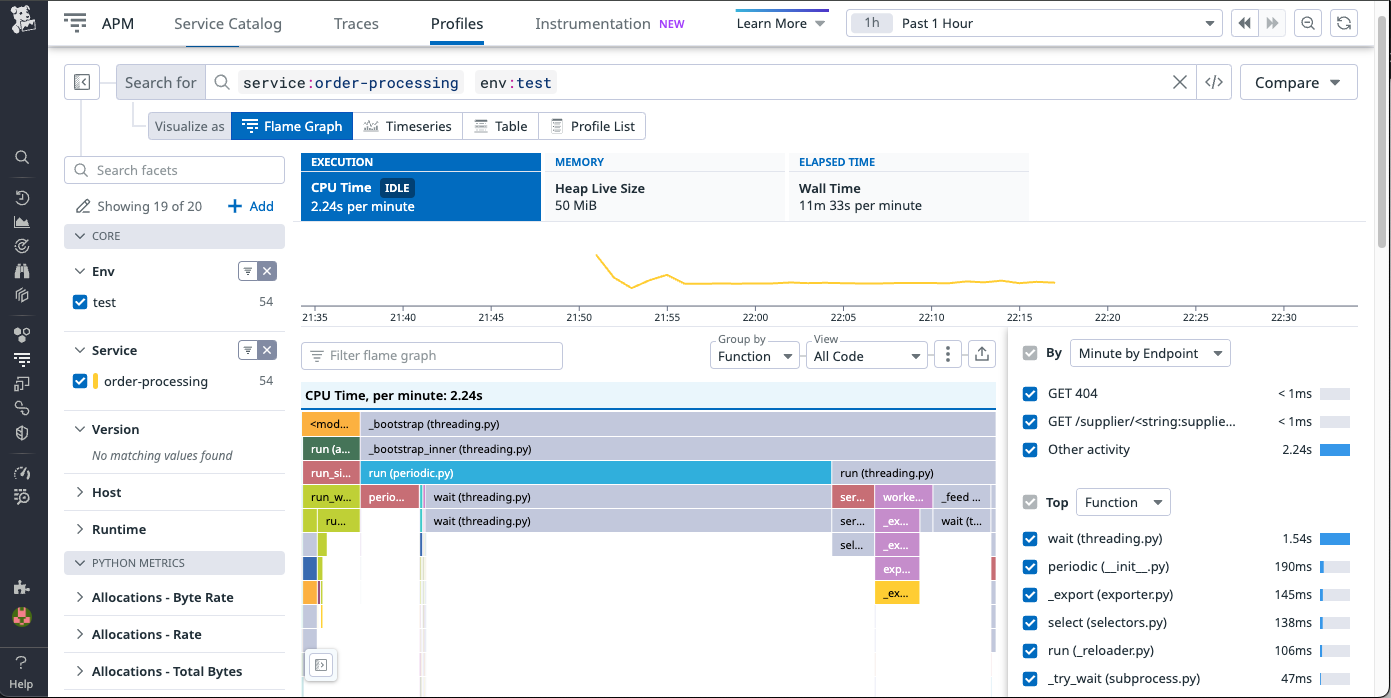 APM
Service Catalog
Traces
Profiles
Instrumentation NEW
Learn More
1h Past 1 Hour
Search for
service:order-processing env:test
</>
Compare
Visualize as
Flame Graph
Timeseries
Table
Profile List
Search facets
Showing 19 of 20
+ Add
CORE
Env
test 54
Service
order-processing 54
Version
No matching values found
Host
Runtime
PYTHON METRICS
Allocations - Byte Rate
Allocations - Rate
Allocations - Total Bytes
?
Help
EXECUTION
CPU Time IDLE
2.24s per minute
MEMORY
Heap Live Size
50 MiB
ELAPSED TIME
Wall Time
11m 33s per minute
21:35 21:40 21:45 21:50 21:55 22:00 22:05 22:10 22:15 22:20 22:25 22:30
Filter flame graph
Group by
Function
View
All Code
CPU Time, per minute: 2.24s
<mod... _bootstrap (threading.py)
run (a... _bootstrap_inner (threading.py)
run_si... run (periodic.py) run (threading.py)
run_w... perio... wait (threading.py) ser... worke... _feed ...
ru... wait (threading.py) ser... _ex... wait (t...
sel... _ex...
exp...
_ex...
By Minute by Endpoint
GET 404 < 1ms
GET /supplier/<string:supplie... < 1ms
Other activity 2.24s
Top Function
wait (threading.py) 1.54s
periodic (__init__.py) 190ms
_export (exporter.py) 145ms
select (selectors.py) 138ms
run (_reloader.py) 106ms
_try_wait (subprocess.py) 47ms